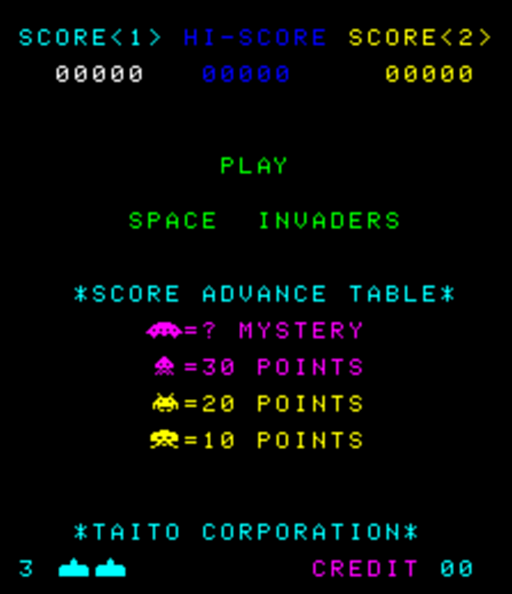 SCORE<1> HI-SCORE SCORE<2>
00000 00000 00000
PLAY
SPACE INVADERS
*SCORE ADVANCE TABLE*
=? MYSTERY
=30 POINTS
=20 POINTS
=10 POINTS
*TAITO CORPORATION*
3 CREDIT 00